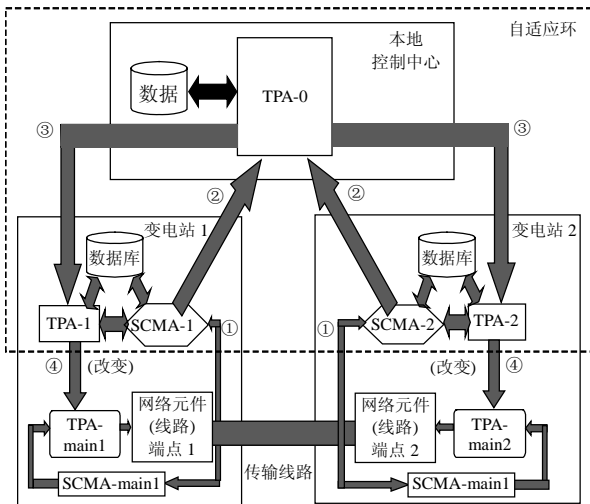 自适应环
本地
控制中心
数据
TPA-0
③
③
②
②
变电站 1
变电站 2
数据库
数据库
TPA-1
SCMA-1
①
①
SCMA-2
TPA-2
④
(改变)
(改变)
④
TPA-
main1
网络元件
(线路)
端点 1
网络元件
(线路)
端点 2
TPA-
main2
传输线路
SCMA-main1
SCMA-main1